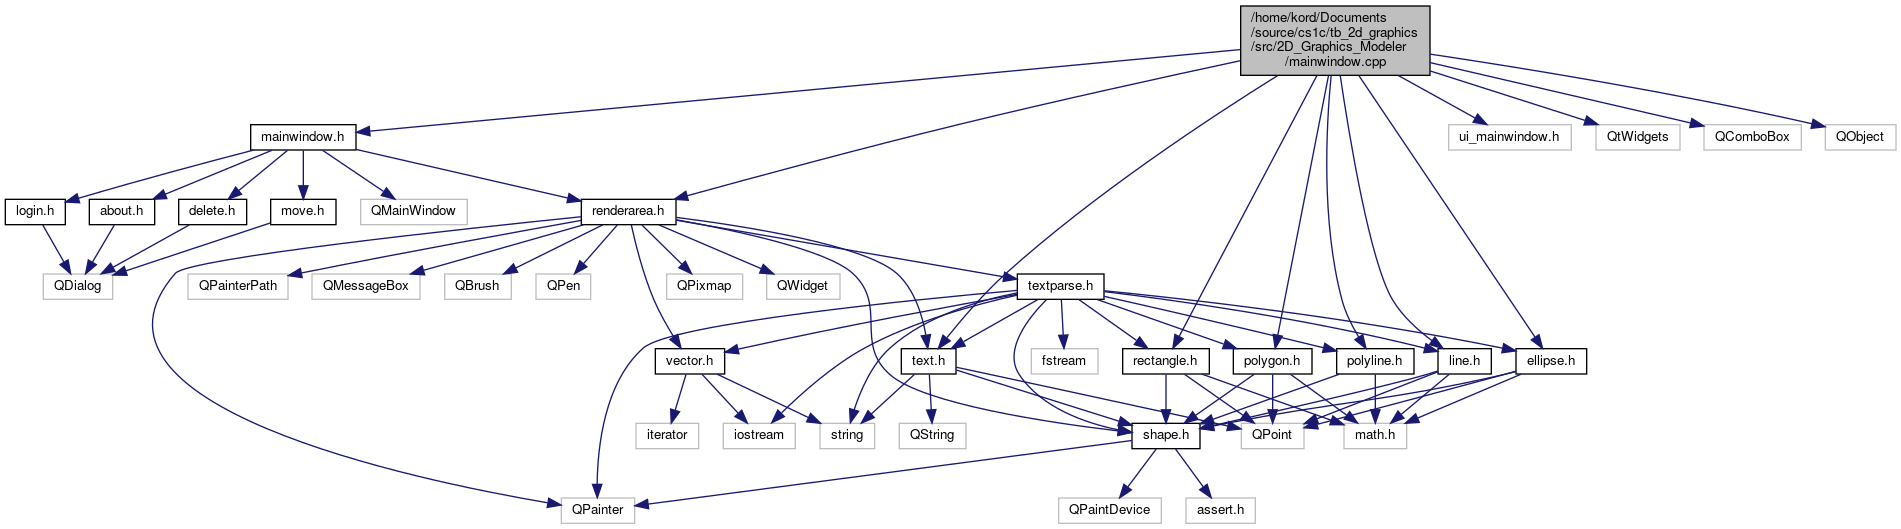 /home/kord/Documents
/source/cs1c/tb_2d_graphics
/src/2D_Graphics_Modeler
/mainwindow.cpp
mainwindow.h
ui_mainwindow.h
QtWidgets
QComboBox
QObject
login.h
about.h
delete.h
move.h
QMainWindow
renderarea.h
QDialog
QPainterPath
QMessageBox
QBrush
QPen
QPixmap
QWidget
textparse.h
vector.h
text.h
fstream
rectangle.h
polygon.h
polyline.h
line.h
ellipse.h
iterator
iostream
string
QString
shape.h
QPoint
math.h
QPainter
QPaintDevice
assert.h